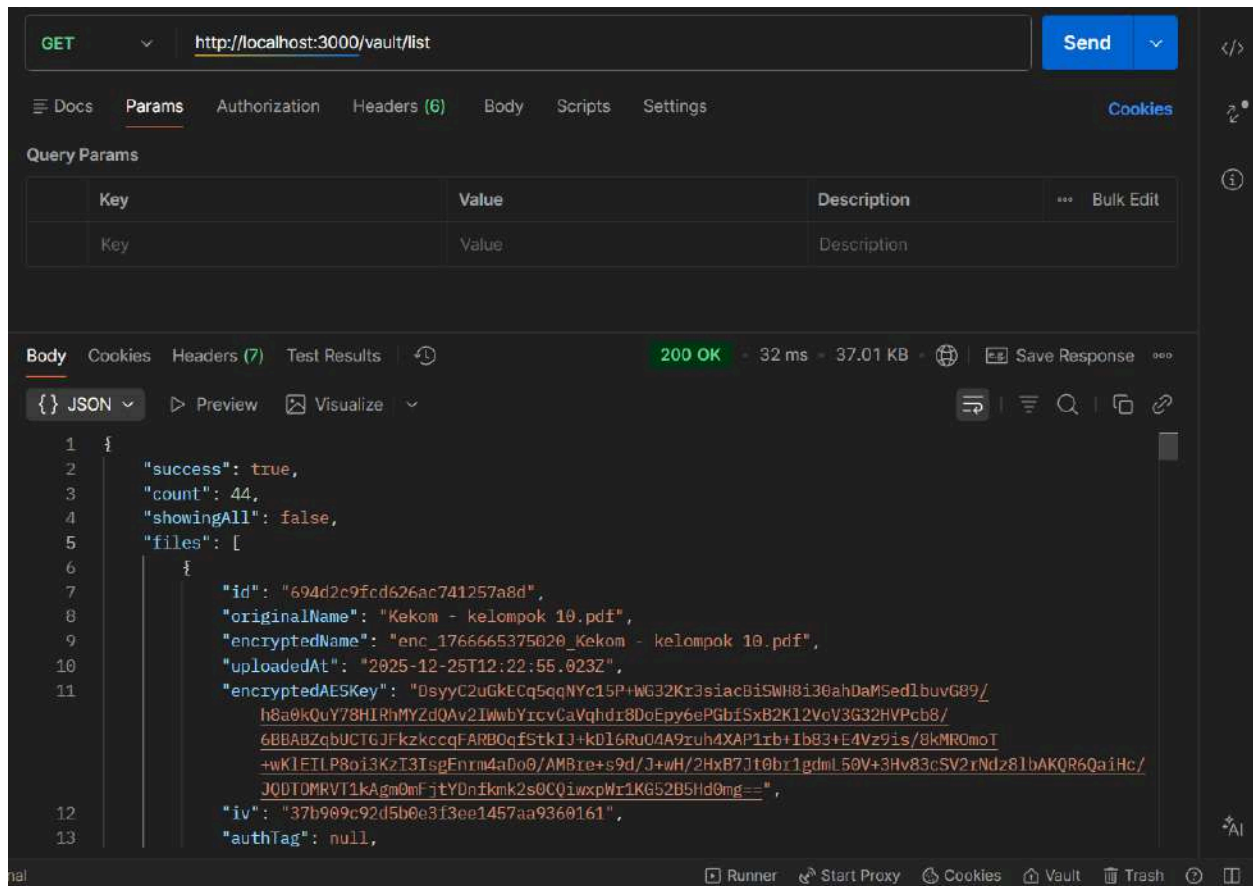 GET http://localhost:3000/vault/list Send
Docs Params Authorization Headers (6) Body Scripts Settings Cookies
Query Params
Key Value Description Bulk Edit
Key Value Description
Body Cookies Headers (7) Test Results 200 OK 32 ms 37.01 KB e.g. Save Response
{} JSON Preview Visualize
1 {
2 "success": true,
3 "count": 44,
4 "showingAll": false,
5 "files": [
6 {
7 "id": "694d2c9fcd626ac741257a8d",
8 "originalName": "Kekom - kelompok 10.pdf",
9 "encryptedName": "enc_1766665375020_Kekom - kelompok 10.pdf",
10 "uploadedAt": "2025-12-25T12:22:55.023Z",
11 "encryptedAESKey": "DsyyC2uGkECq5qqNYc15P+WG32Kr3siacBiSWH8i30ahDaMSedlbuvG89/
h8a0kQuY78HIRhMYZdQAv2IWwbYrcvCaVqhdr8DoEpy6ePGbfSxB2Kl2VoV3G32HVPcb8/
6BBABZqbUCTGJFkzkccqFARBOqfStkIJ+kDl6RuO4A9ruh4XAP1rb+Ib83+E4Vz9is/8kMROmoT
+wKlEILP8oi3KzI3IsgEnrm4aDo0/AMBre+s9d/J+wH/2HxB7Jt0br1gdmL50V+3Hv83cSV2rNdz8lbAKQR6QaiHc/
JQDTOMRVT1kAgm0mFjtYDnfkmk2s0CQiwxpWr1KG52B5Hd0mg==",
12 "iv": "37b909c92d5b0e3f3ee1457aa9360161",
13 "authTag": null,
AI
nal Runner Start Proxy Cookies Vault Trash